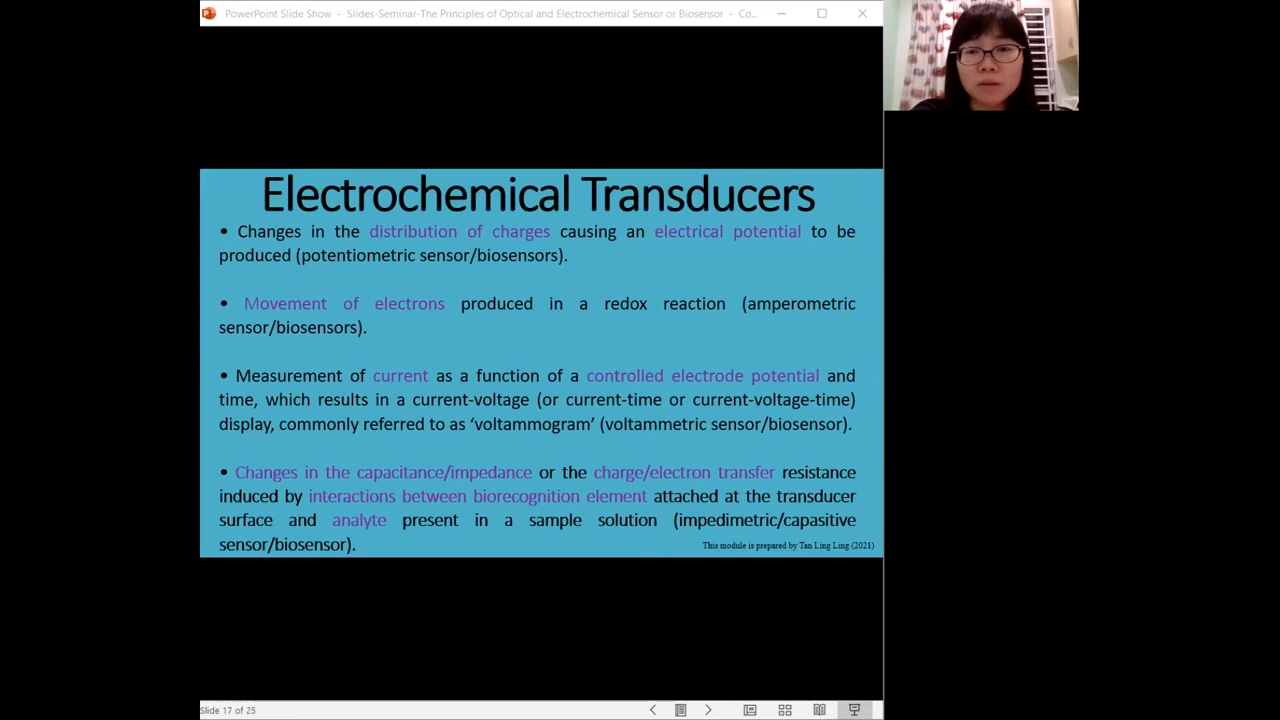 PowerPoint Slide Show - Slides-Seminar-The Principles of Optical and Electrochemical Sensor or Biosensor - Co...
Electrochemical Transducers
• Changes in the distribution of charges causing an electrical potential to be
produced (potentiometric sensor/biosensors).
• Movement of electrons produced in a redox reaction (amperometric
sensor/biosensors).
• Measurement of current as a function of a controlled electrode potential and
time, which results in a current-voltage (or current-time or current-voltage-time)
display, commonly referred to as ‘voltammogram’ (voltammetric sensor/biosensor).
• Changes in the capacitance/impedance or the charge/electron transfer resistance
induced by interactions between biorecognition element attached at the transducer
surface and analyte present in a sample solution (impedimetric/capasitive
sensor/biosensor).
This module is prepared by Tan Ling Ling (2021)
Slide 17 of 25